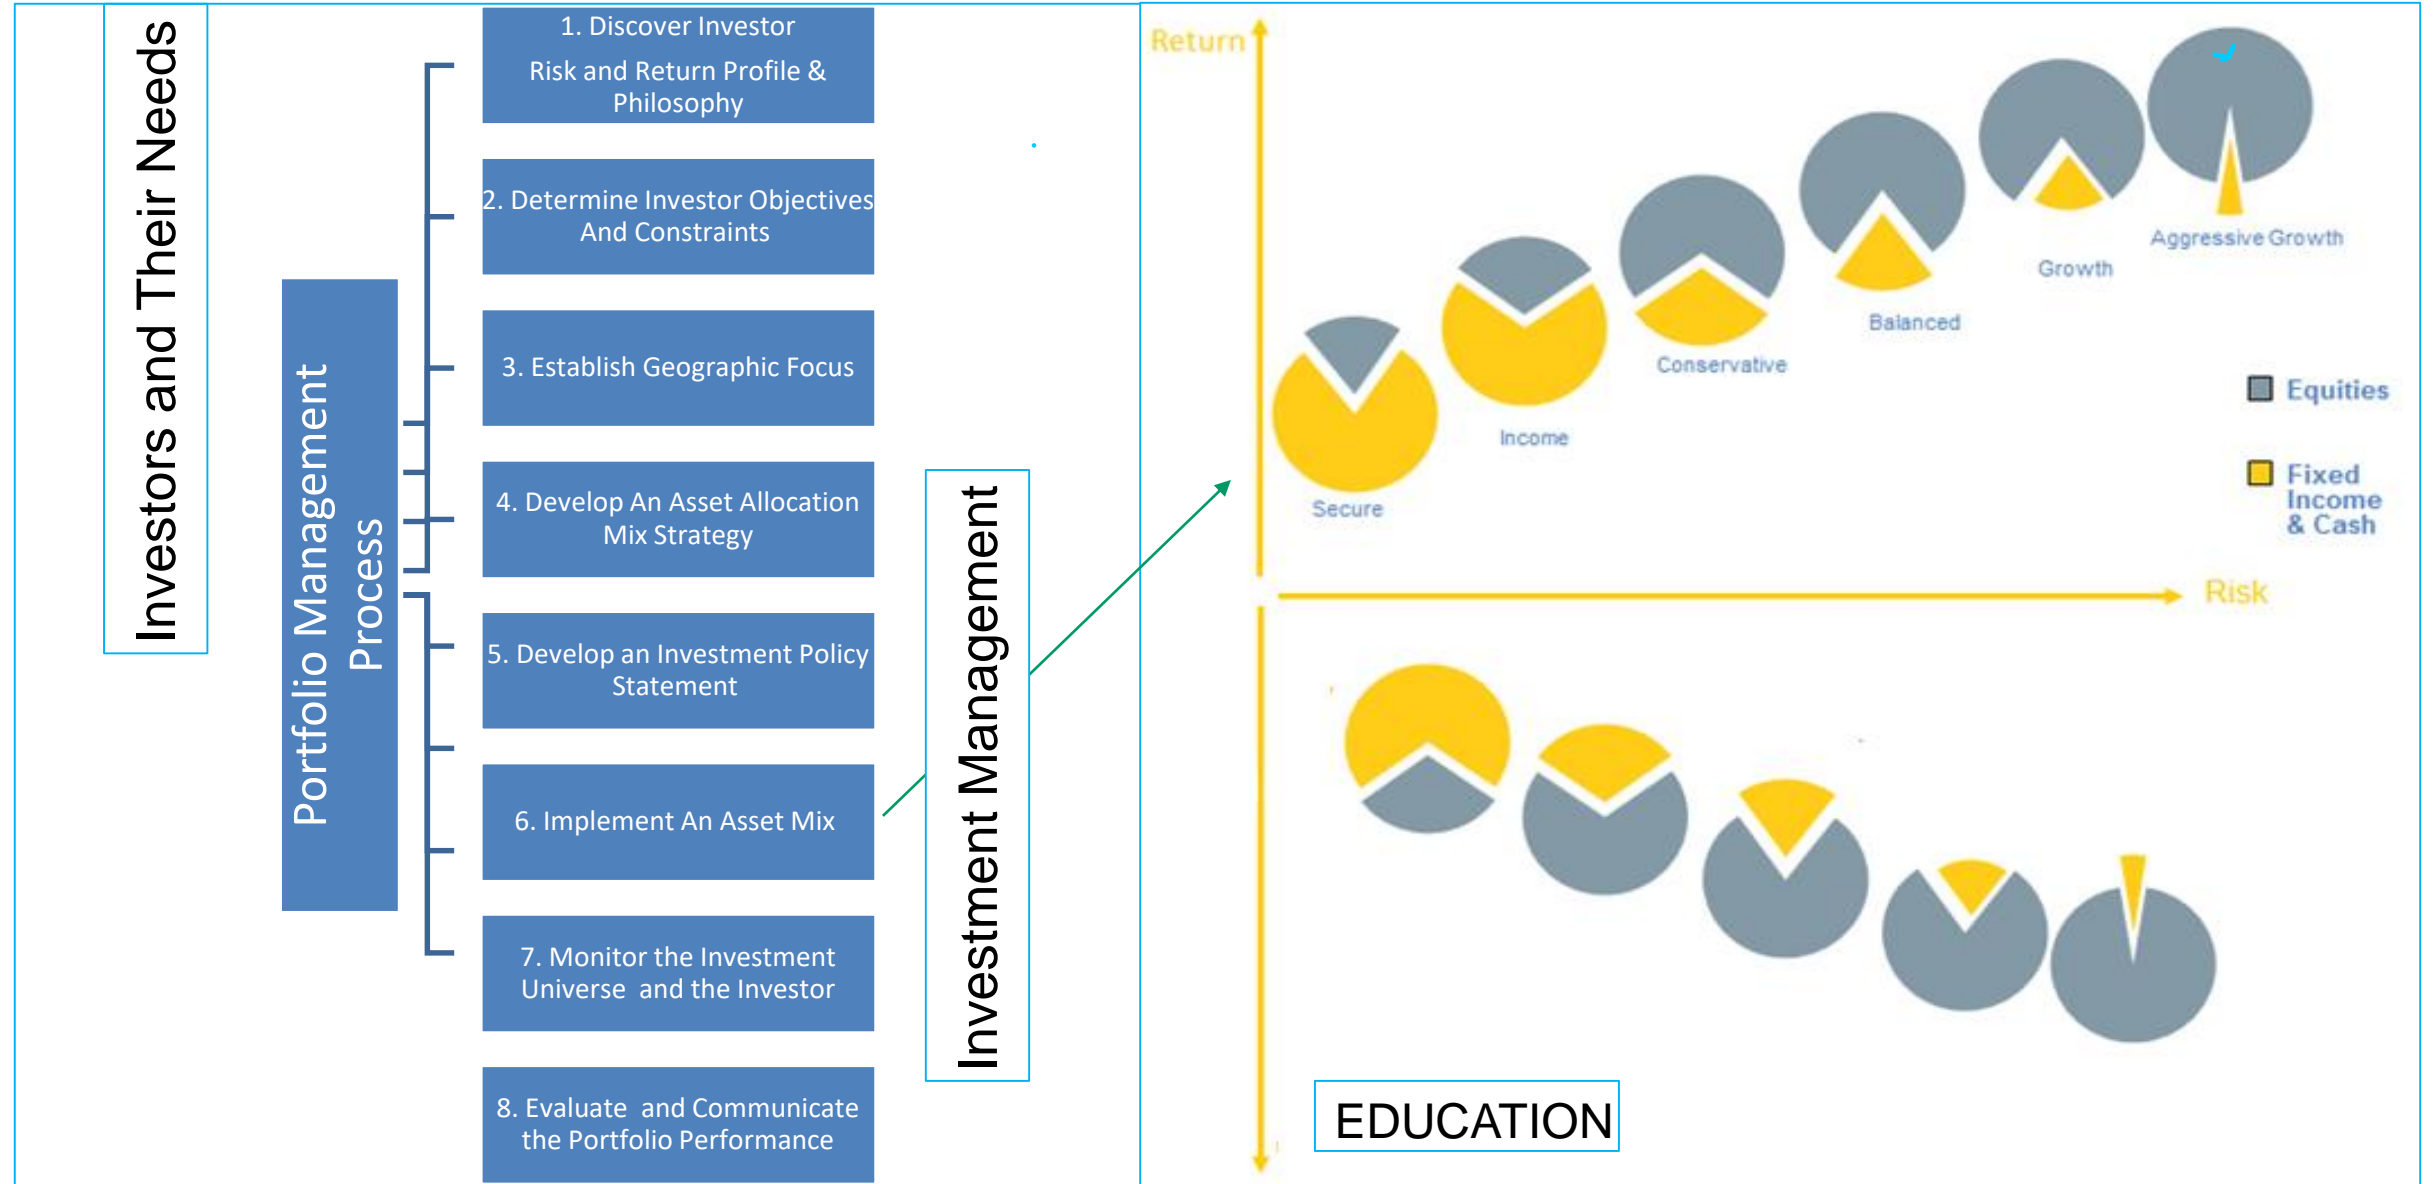 Investors and Their Needs
Portfolio Management
Process
1. Discover Investor
Risk and Return Profile &
Philosophy
2. Determine Investor Objectives
And Constraints
3. Establish Geographic Focus
4. Develop An Asset Allocation
Mix Strategy
5. Develop an Investment Policy
Statement
6. Implement An Asset Mix
7. Monitor the Investment
Universe and the Investor
8. Evaluate and Communicate
the Portfolio Performance
Investment Management
Return
Secure
Income
Conservative
Balanced
Growth
Aggressive Growth
Equities
Fixed
Income
& Cash
Risk
EDUCATION